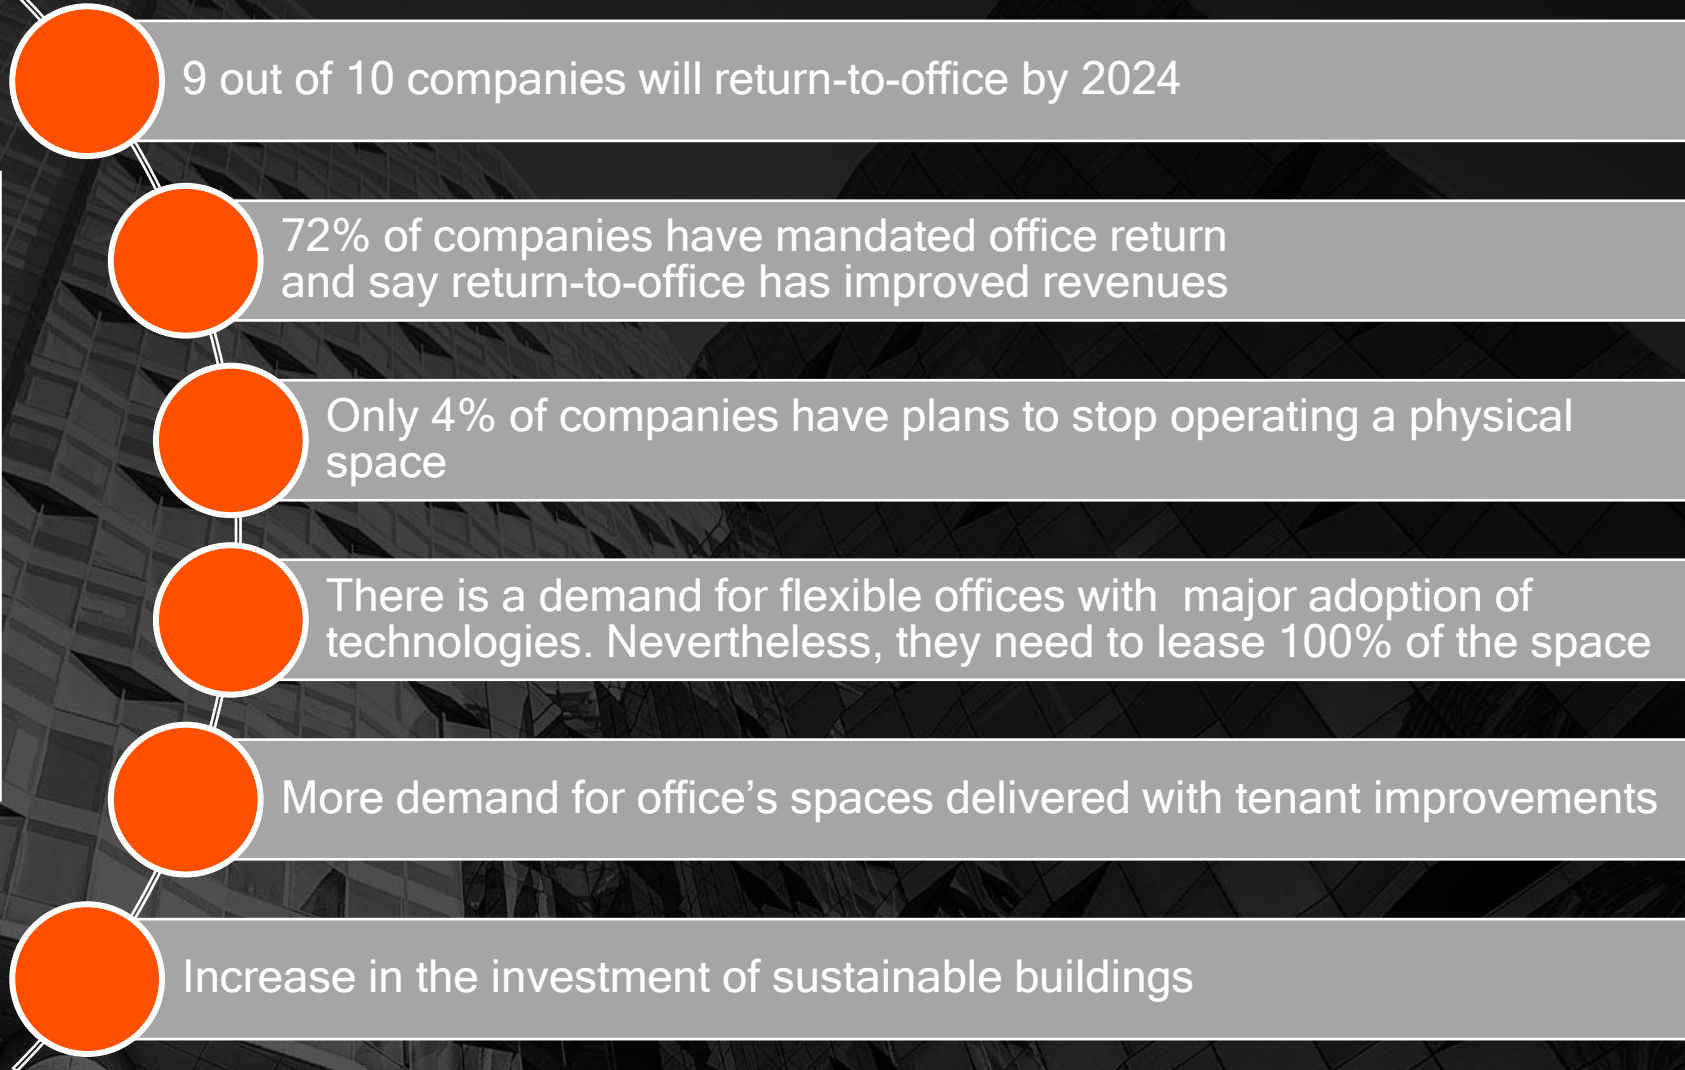 9 out of 10 companies will return-to-office by 2024
72% of companies have mandated office return
and say return-to-office has improved revenues
Only 4% of companies have plans to stop operating a physical
space
There is a demand for flexible offices with  major adoption of
technologies. Nevertheless, they need to lease 100% of the space
More demand for office’s spaces delivered with tenant improvements
Increase in the investment of sustainable buildings